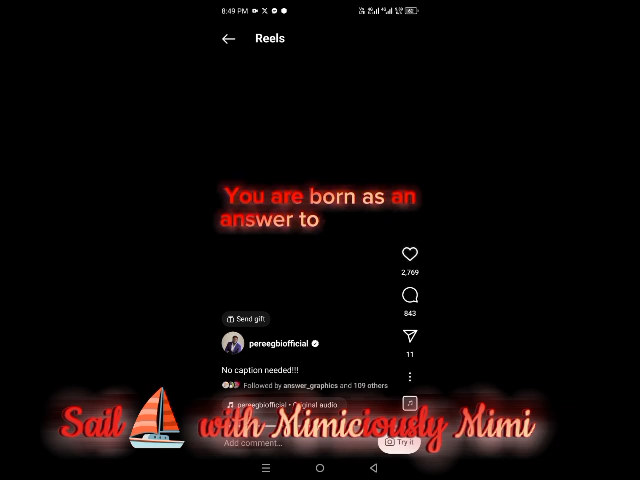 8:49 PM
Reels
You are born as an
answer to
2,769
843
11
Send gift
pereegbiofficial
No caption needed!!!
Followed by answer_graphics and 109 others
pereegbiofficial • Original audio
Sail with Mimiciously Mimi
Add comment...
Try it